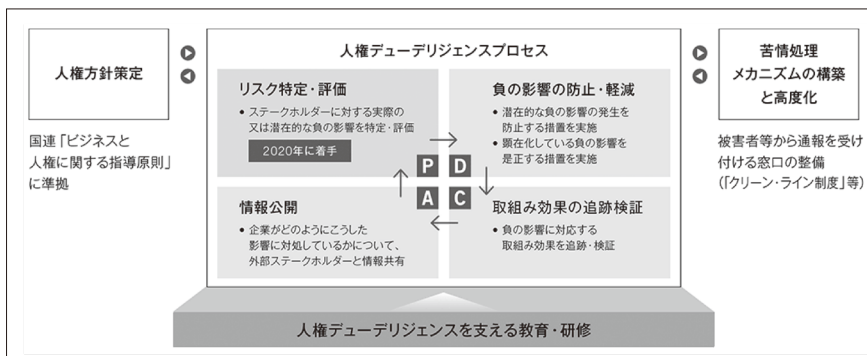 人権方針策定
国連「ビジネスと
人権に関する指導原則」
に準拠
人権デューデリジェンスプロセス
リスク特定・評価
• ステークホルダーに対する実際の
又は潜在的な負の影響を特定・評価
2020年に着手
負の影響の防止・軽減
• 潜在的な負の影響の発生を
防止する措置を実施
• 顕在化している負の影響を
是正する措置を実施
P D
A C
情報公開
• 企業がどのようにこうした
影響に対処しているかについて、
外部ステークホルダーと情報共有
取組み効果の追跡検証
• 負の影響に対応する
取組み効果を追跡・検証
苦情処理
メカニズムの構築
と高度化
被害者等から通報を受け
付ける窓口の整備
(「クリーン・ライン制度」等)
人権デューデリジェンスを支える教育・研修